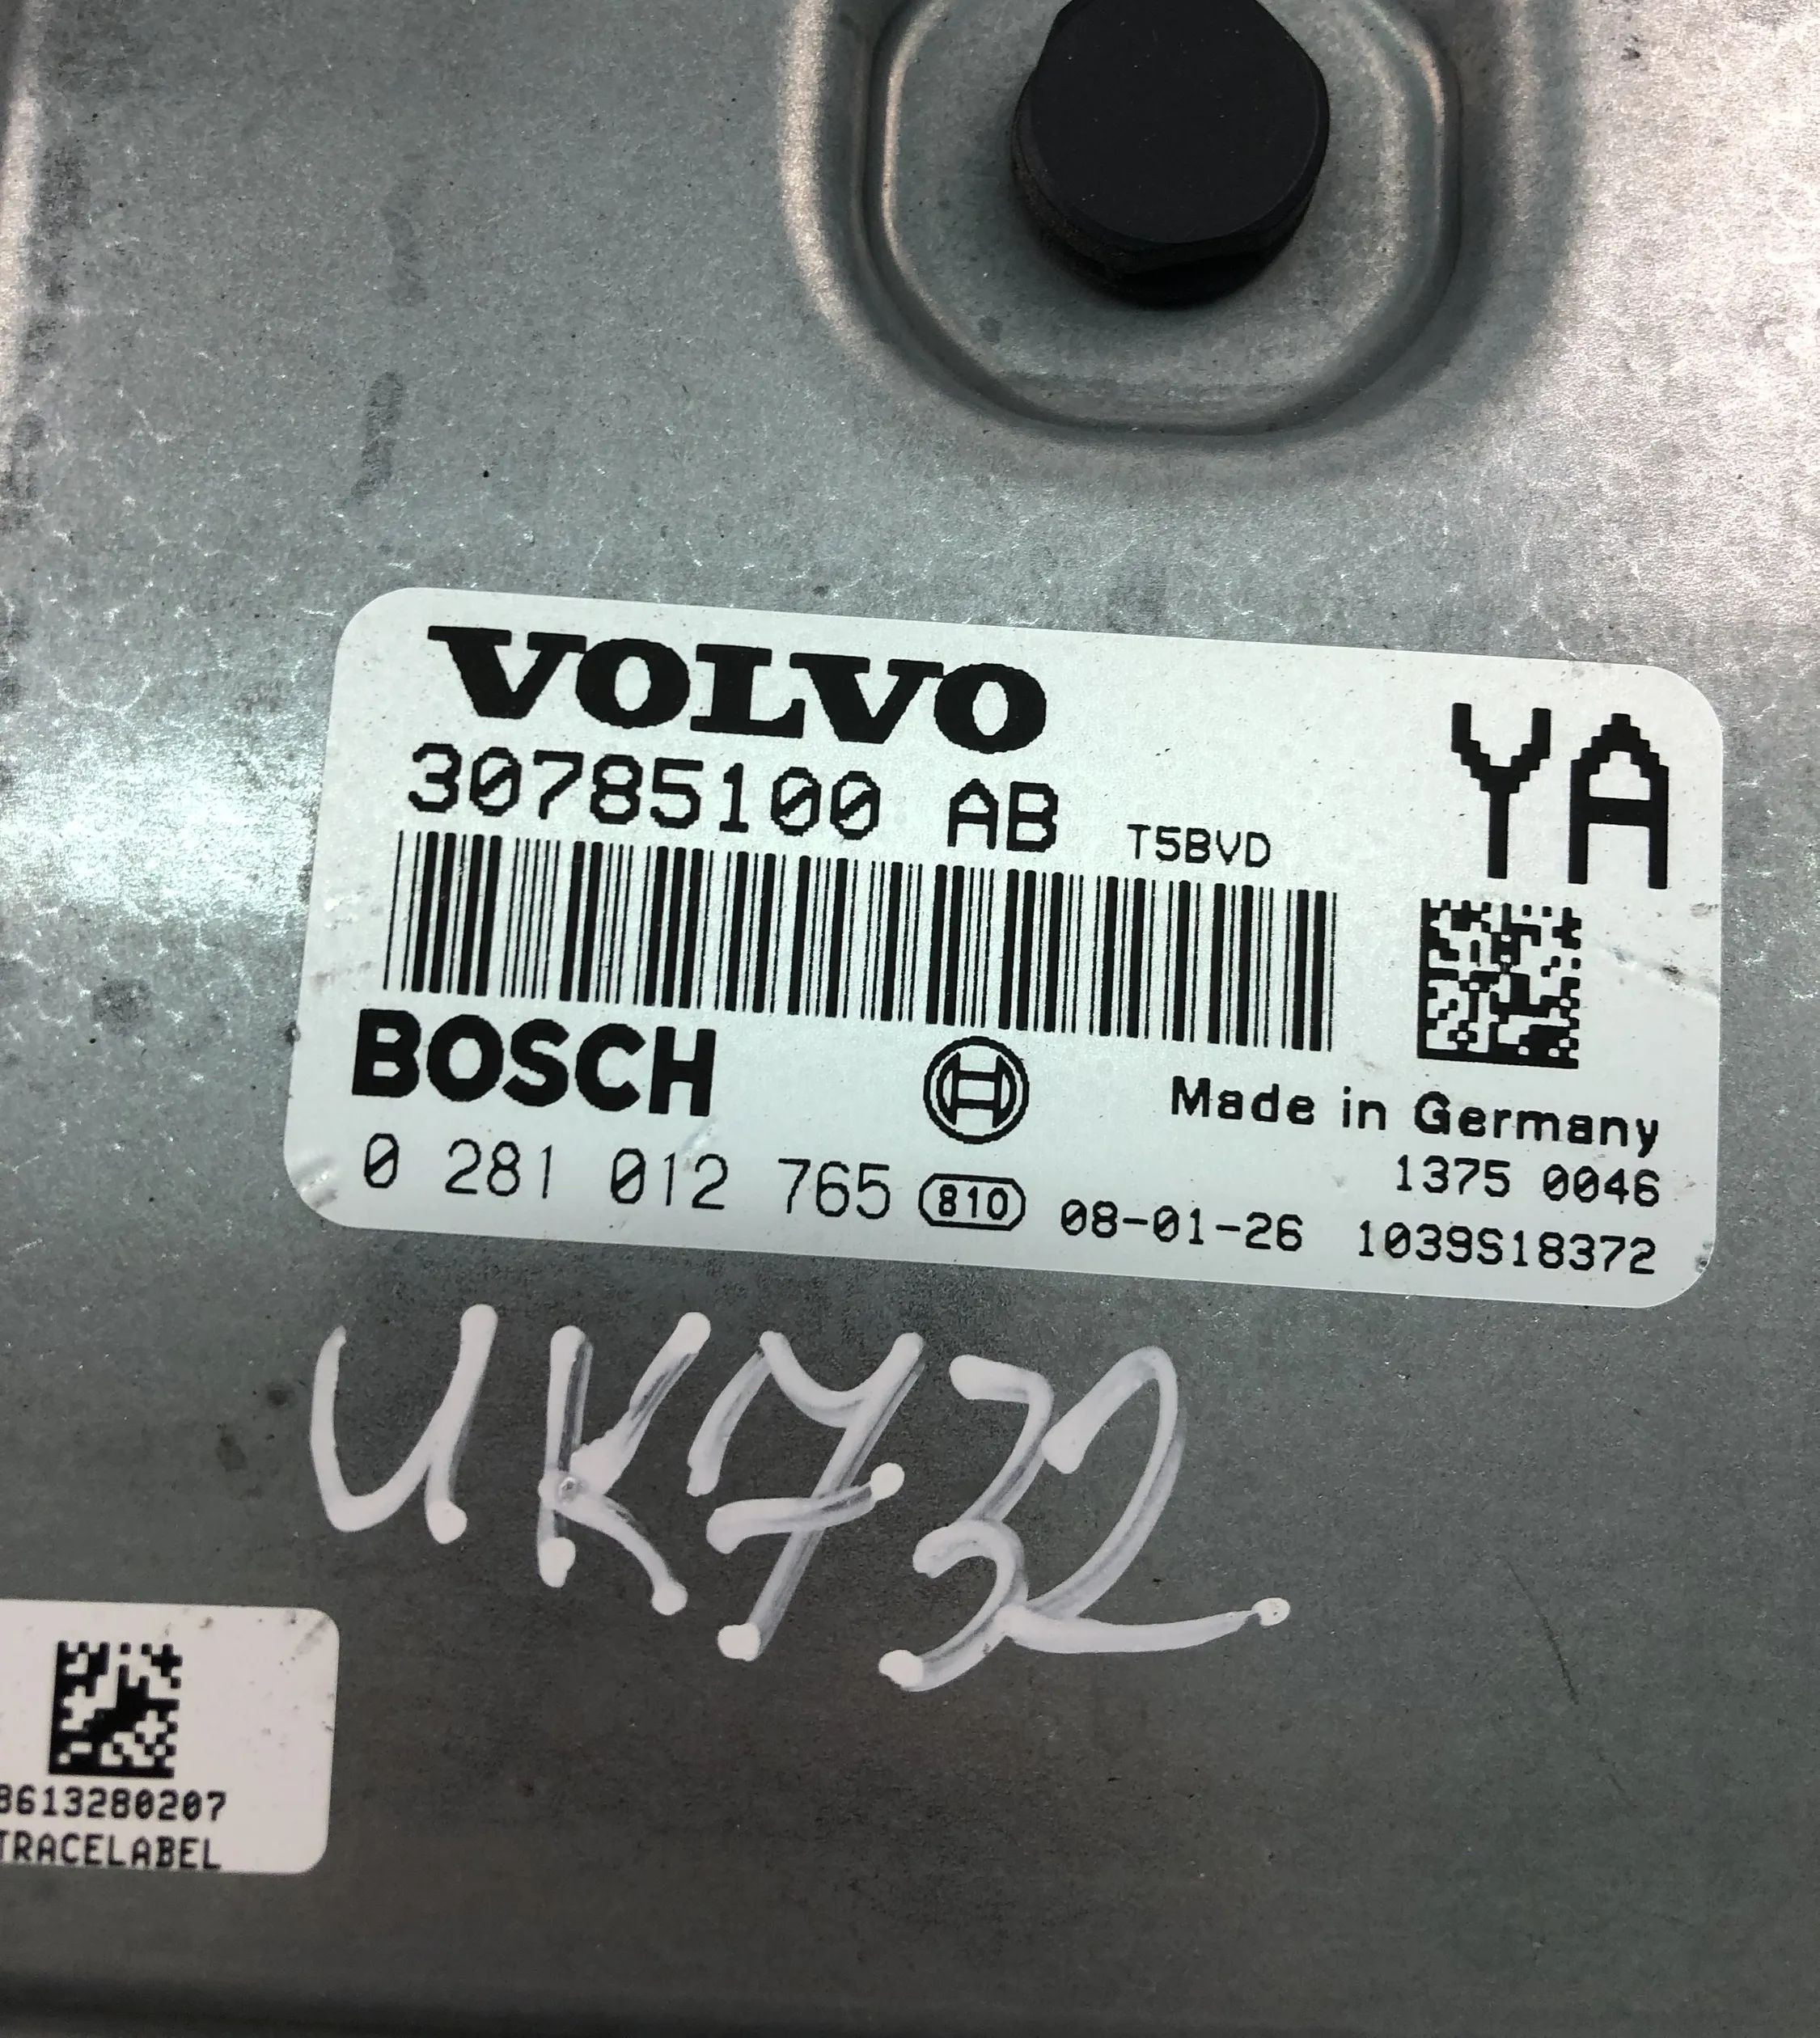 VOLVO
YA
30785100 AB T5BVD
BOSCH
Made in Germany
1375 0046
0 281 012 765 810 08-01-26 1039S18372
UK732
8613280207
TRACELABEL